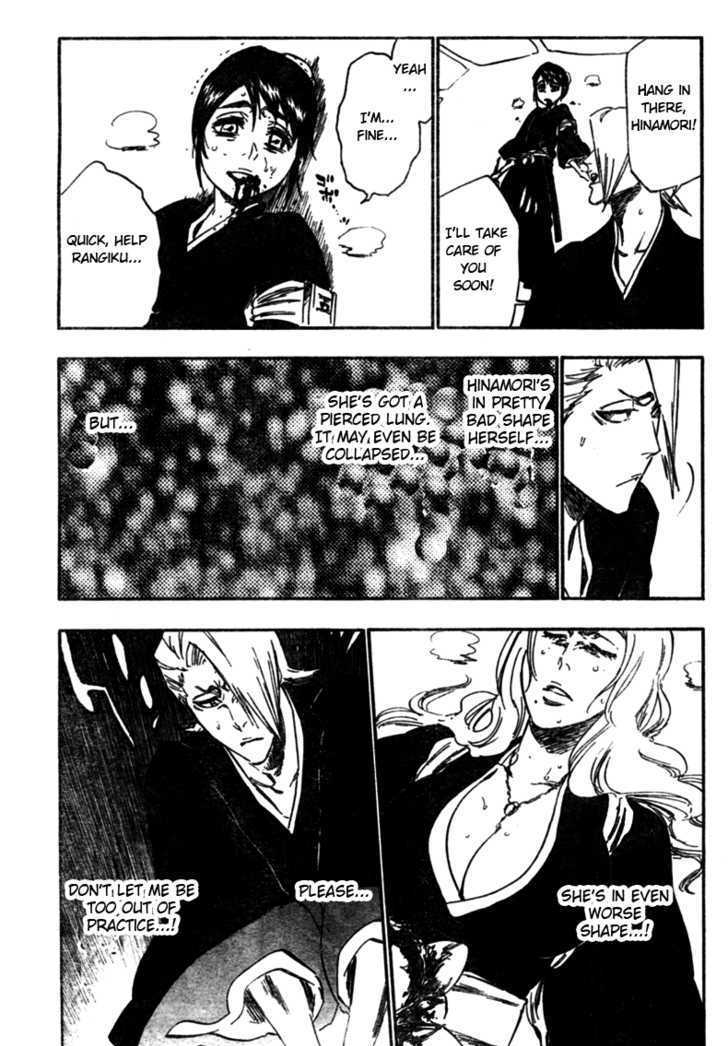 HANG IN
THERE,
HINAMORI!
I'LL TAKE
CARE OF
YOU
SOON!
YEAH
...
I'M...
FINE...
QUICK, HELP
RANGIKU...
HINAMORI'S
IN PRETTY
BAD SHAPE
HERSELF...
SHE'S GOT A
PIERCED LUNG.
IT MAY EVEN BE
COLLAPSED...
BUT...
SHE'S IN EVEN
WORSE
SHAPE...!
PLEASE...
DON'T LET ME BE
TOO OUT OF
PRACTICE...!